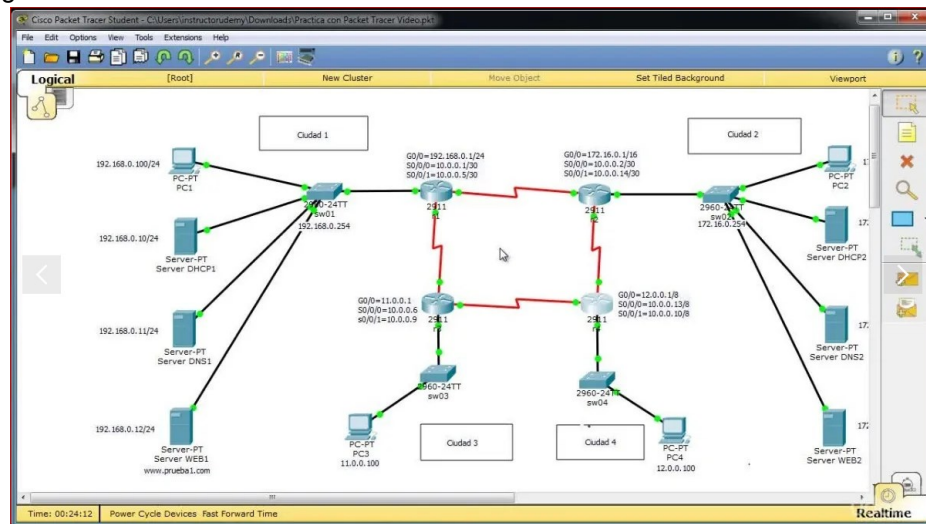 Cisco Packet Tracer Student - C:\Users\instructorudemy\Downloads\Practica con Packet Tracer Video.pkt
File Edit Options View Tools Extensions Help
Logical [Root] New Cluster Move Object Set Tiled Background Viewport
Ciudad 1
Ciudad 2
192.168.0.100/24
PC-PT
PC1
G0/0=192.168.0.1/24
S0/0/0=10.0.0.1/30
S0/0/1=10.0.0.5/30
G0/0=172.16.0.1/16
S0/0/0=10.0.0.2/30
S0/0/1=10.0.0.14/30
PC-PT
PC2
2960-24TT
sw01
192.168.0.254
2911
2911
2960-24TT
172.16.0.254
192.168.0.10/24
Server-PT
Server DHCP1
17
Server-PT
Server DHCP2
G0/0=11.0.0.1
S0/0/0=10.0.0.6
s0/0/1=10.0.0.9
2911
G0/0=12.0.0.1/8
S0/0/0=10.0.0.13/8
S0/0/1=10.0.0.10/8
2911
192.168.0.11/24
Server-PT
Server DNS1
17
Server-PT
Server DNS2
2960-24TT
sw03
sw04
192.168.0.12/24
Server-PT
Server WEB1
www.prueba1.com
PC-PT
PC3
11.0.0.100
Ciudad 3
Ciudad 4
PC-PT
PC4
12.0.0.100
17
Server-PT
Server WEB2
Time: 00:24:12 Power Cycle Devices Fast Forward Time
Realtime